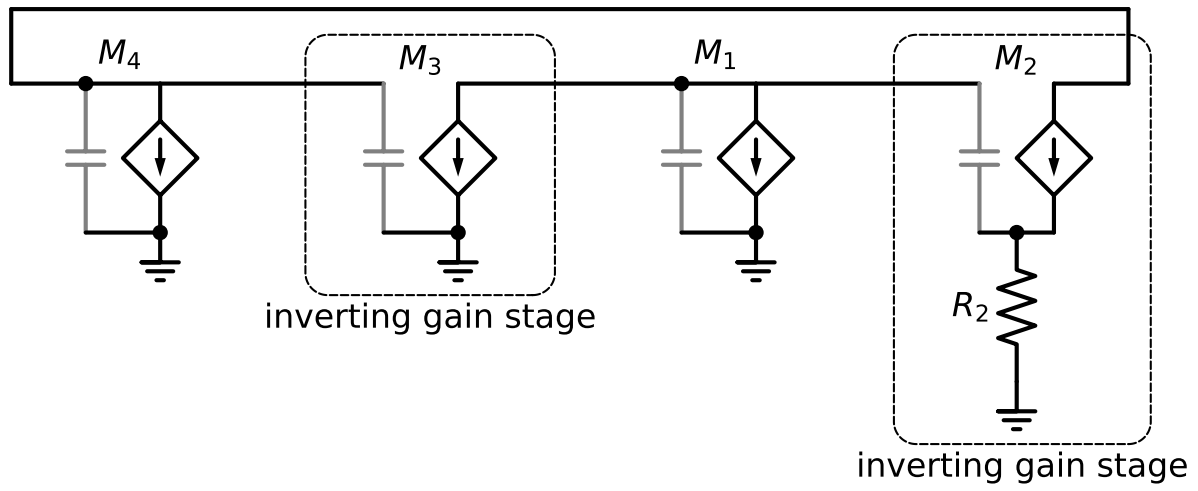 M₄
M₃
M₁
M₂
R₂
inverting gain stage
inverting gain stage